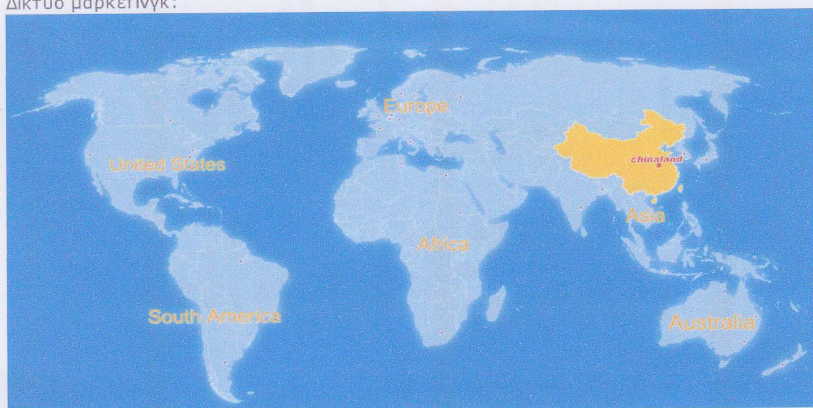 Δίκτυο μάρκετινγκ:
Europe
United States
chinaland
Asia
Africa
South America
Australia